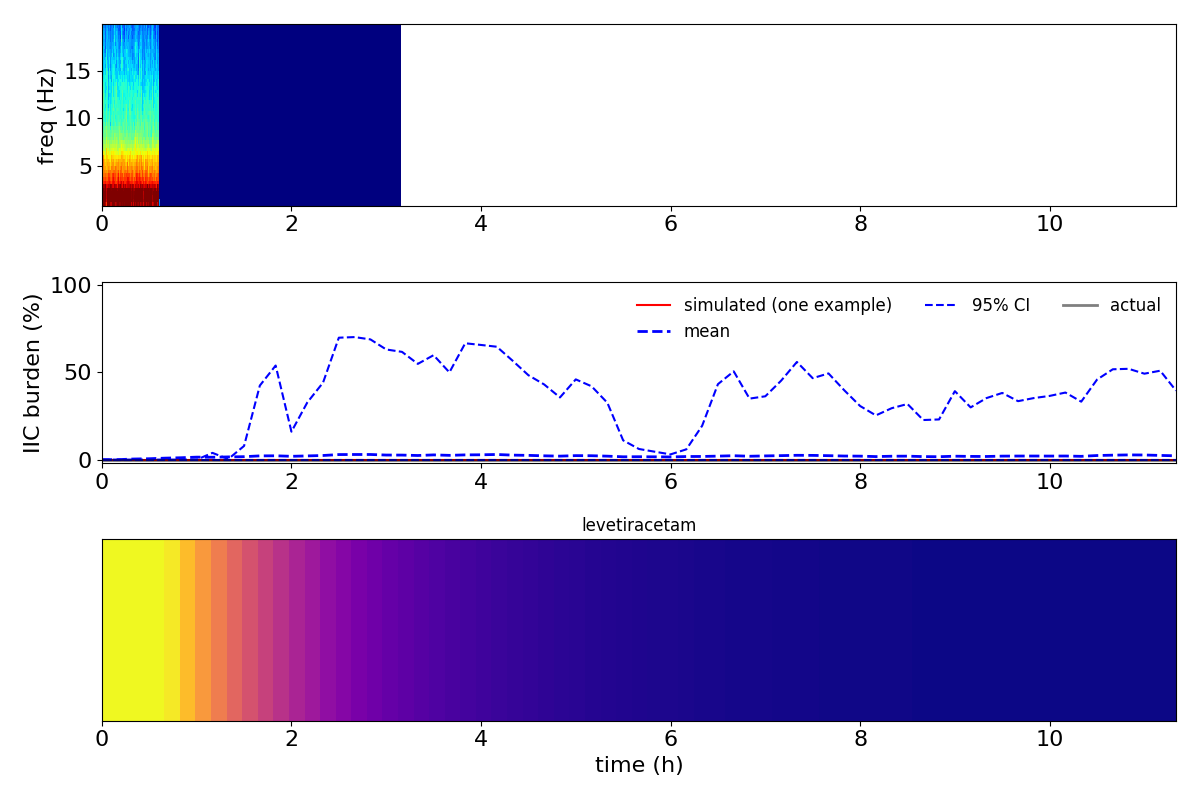 freq (Hz)
15
10
5
0 2 4 6 8 10
IIC burden (%)
100
50
0
simulated (one example)
mean
95% CI
actual
0 2 4 6 8 10
levetiracetam
0 2 4 6 8 10
time (h)